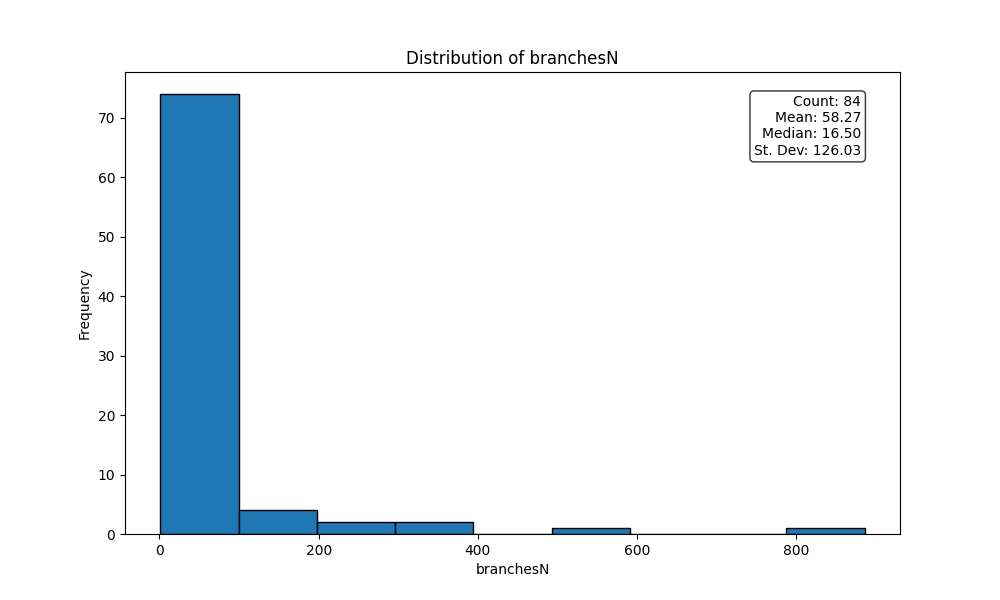 Distribution of branchesN
Count: 84
Mean: 58.27
Median: 16.50
St. Dev: 126.03
70
60
50
40
30
20
10
0
Frequency
0 200 400 600 800
branchesN